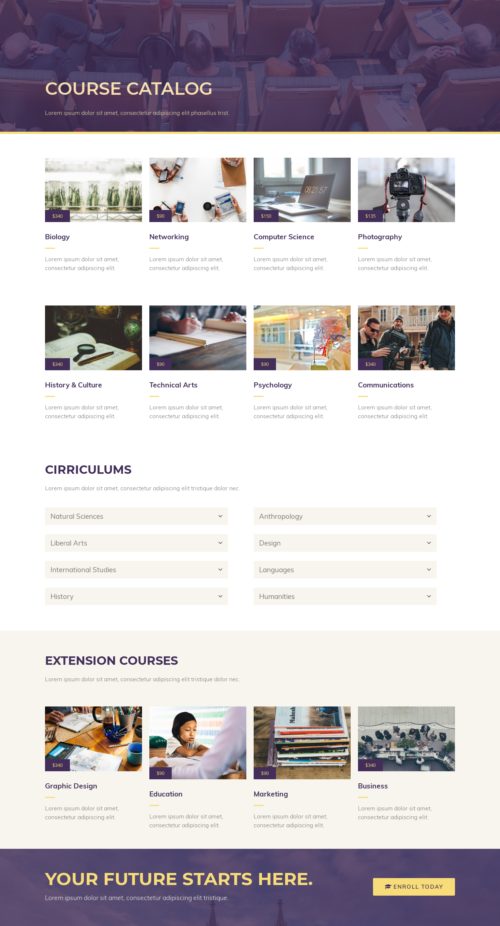 COURSE CATALOG
Lorem ipsum dolor sit amet, consectetur adipiscing elit phasellus trist.
$340
$90
$150
$135
Biology
Networking
Computer Science
Photography
Lorem ipsum dolor sit amet,
consectetur adipiscing elit.
Lorem ipsum dolor sit amet,
consectetur adipiscing elit.
Lorem ipsum dolor sit amet,
consectetur adipiscing elit.
Lorem ipsum dolor sit amet,
consectetur adipiscing elit.
$340
$90
$90
$340
History & Culture
Technical Arts
Psychology
Communications
Lorem ipsum dolor sit amet,
consectetur adipiscing elit.
Lorem ipsum dolor sit amet,
consectetur adipiscing elit.
Lorem ipsum dolor sit amet,
consectetur adipiscing elit.
Lorem ipsum dolor sit amet,
consectetur adipiscing elit.
CIRRICULUMS
Lorem ipsum dolor sit amet, consectetur adipiscing elit tristique dolor nec.
Natural Sciences
Anthropology
Liberal Arts
Design
International Studies
Languages
History
Humanities
EXTENSION COURSES
Lorem ipsum dolor sit amet, consectetur adipiscing elit tristique dolor nec.
$340
$90
$90
$340
Graphic Design
Education
Marketing
Business
Lorem ipsum dolor sit amet,
consectetur adipiscing elit.
Lorem ipsum dolor sit amet,
consectetur adipiscing elit.
Lorem ipsum dolor sit amet,
consectetur adipiscing elit.
Lorem ipsum dolor sit amet,
consectetur adipiscing elit.
YOUR FUTURE STARTS HERE.
Lorem ipsum dolor sit amet, consectetur adipiscing elit tristique.
ENROLL TODAY